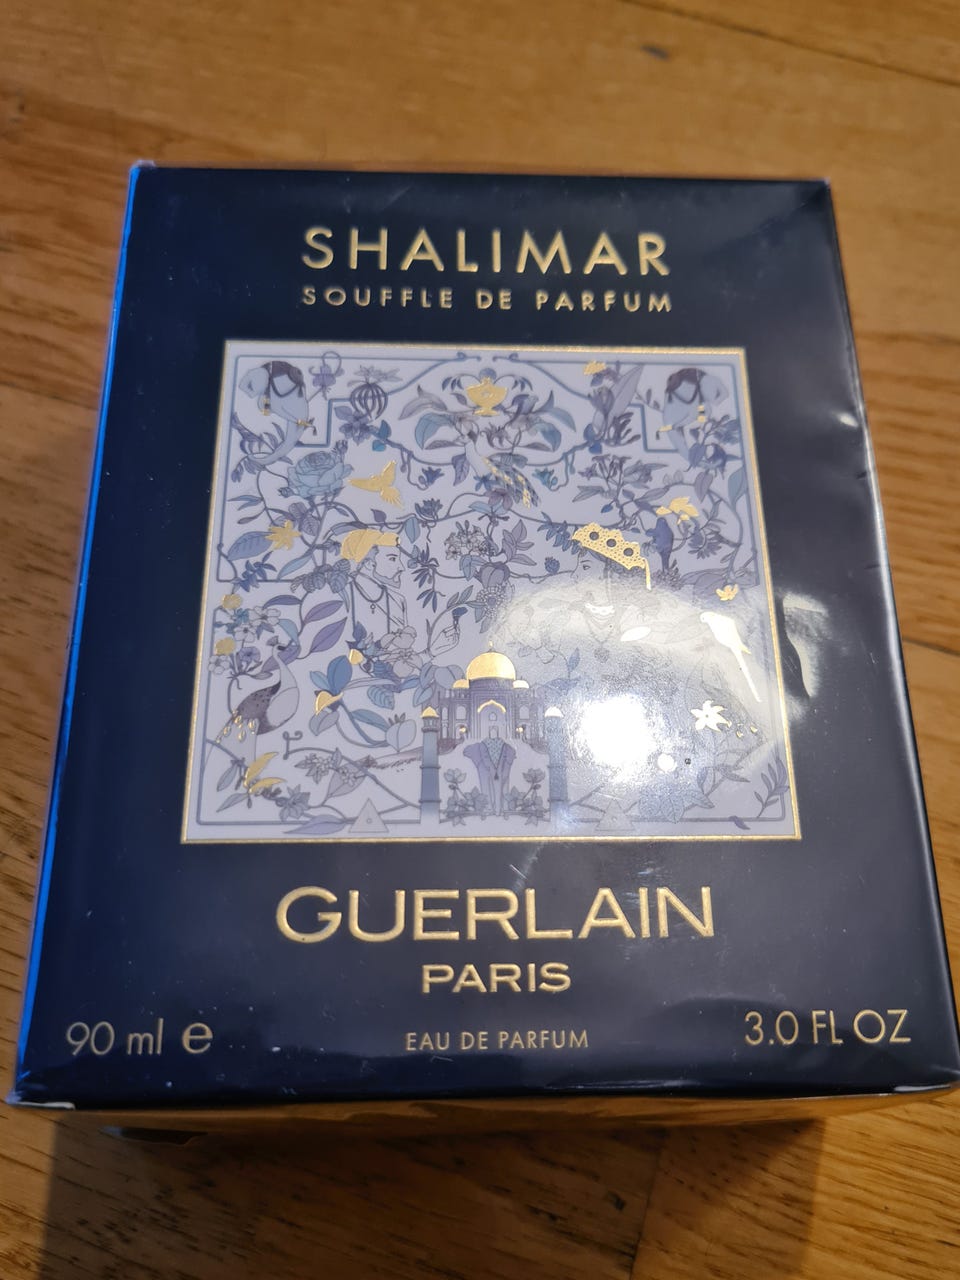 SHALIMAR
SOUFFLE DE PARFUM
GUERLAIN
PARIS
90 ml e EAU DE PARFUM 3.0 FL OZ